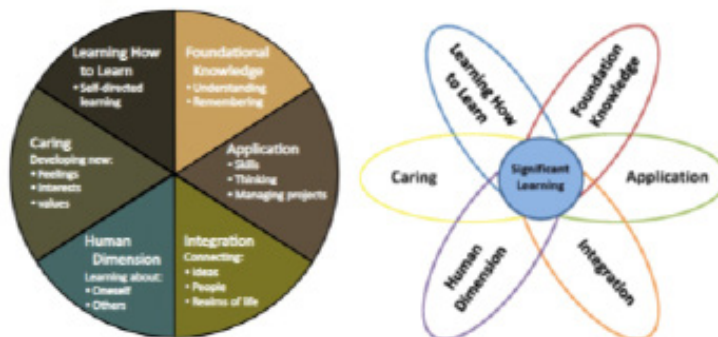 Learning How
to Learn
• Self-directed
learning
Foundational
Knowledge
• Understanding
• Remembering
Caring
Developing new:
• Feelings
• Interests
• values
Application
• Skills
• Thinking
• Managing projects
Human
Dimension
Learning about:
• Oneself
• Others
Integration
Connecting:
• Ideas
• People
• Realms of life
Learning How
to Learn
Foundation
Knowledge
Caring
Significant
Learning
Application
Human
Dimension
Integration